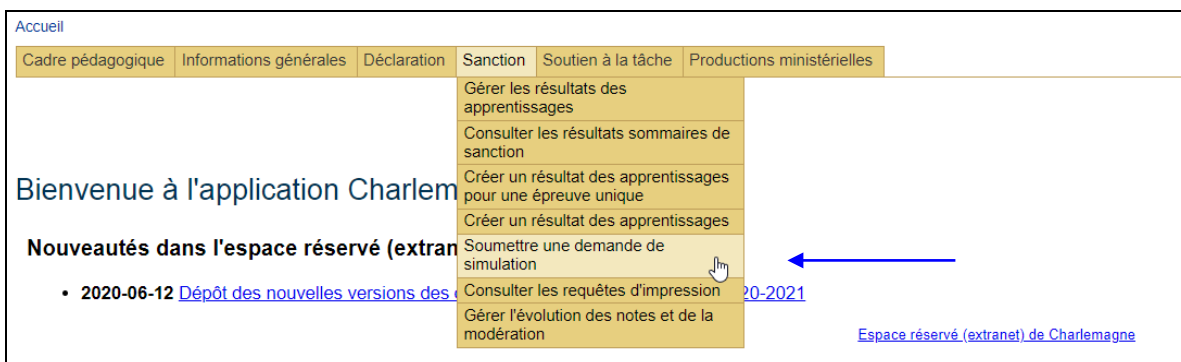 Accueil
Cadre pédagogique Informations générales Déclaration Sanction Soutien à la tâche Productions ministérielles
Gérer les résultats des
apprentissages
Consulter les résultats sommaires de
sanction
Créer un résultat des apprentissages
pour une épreuve unique
Créer un résultat des apprentissages
Soumettre une demande de
simulation
Consulter les requêtes d'impression
Gérer l'évolution des notes et de la
modération
Bienvenue à l'application Charlem
Nouveautés dans l'espace réservé (extran
• 2020-06-12 Dépôt des nouvelles versions des 20-2021
Espace réservé (extranet) de Charlemagne